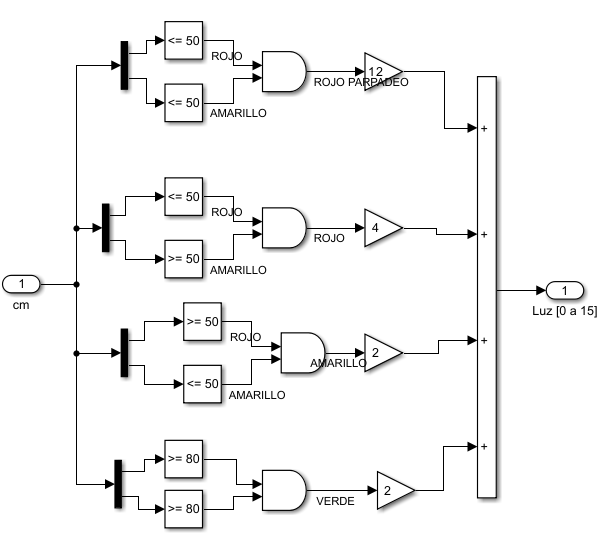 <= 50
ROJO
<= 50
AMARILLO
ROJO PARPADEO
12
+
<= 50
ROJO
>= 50
AMARILLO
ROJO
4
+
1
cm
1
Luz [0 a 15]
>= 50
ROJO
<= 50
AMARILLO
AMARILLO
2
+
>= 80
>= 80
VERDE
2
+